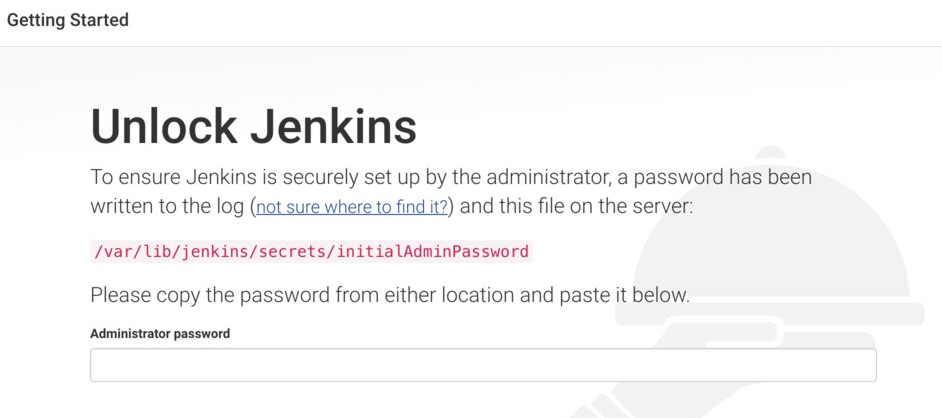 Getting Started
Unlock Jenkins
To ensure Jenkins is securely set up by the administrator, a password has been
written to the log (not sure where to find it?) and this file on the server:
/var/lib/jenkins/secrets/initialAdminPassword
Please copy the password from either location and paste it below.
Administrator password